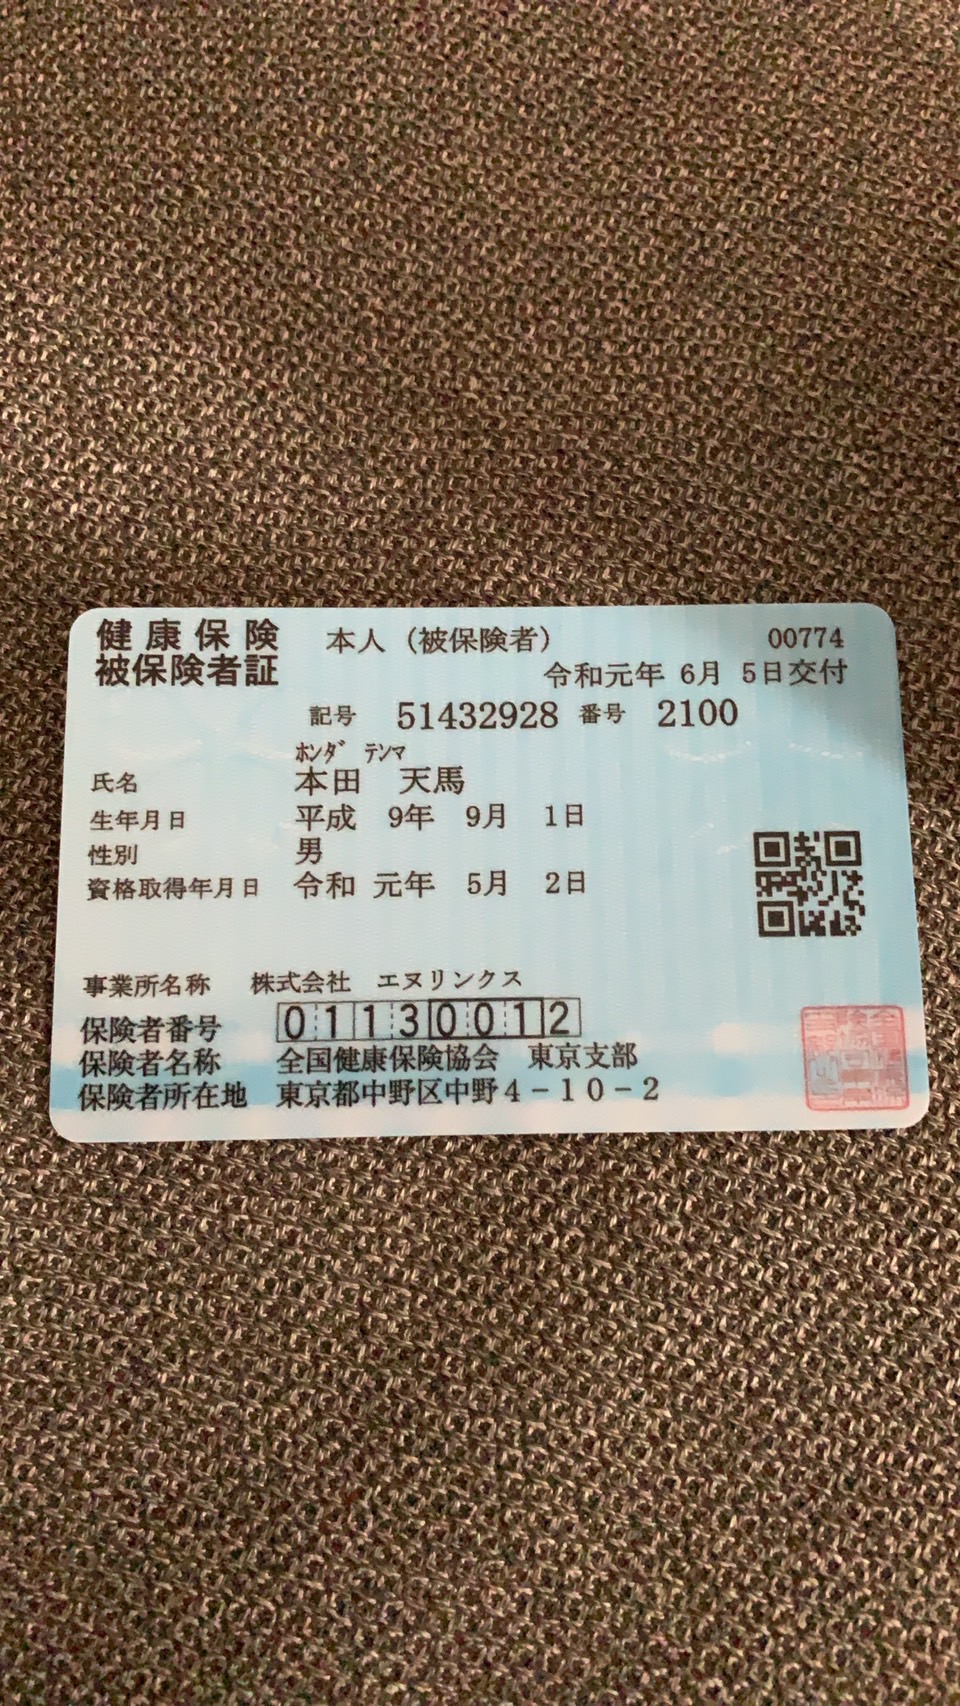 健康保険
被保険者証
本人(被保険者)
00774
令和元年 6月 5日交付
記号 51432928 番号 2100
ホンダ テンマ
氏名 本田 天馬
生年月日 平成 9年 9月 1日
性別 男
資格取得年月日 令和 元年 5月 2日
事業所名称 株式会社 エヌリンクス
保険者番号 01130012
保険者名称 全国健康保険協会 東京支部
保険者所在地 東京都中野区中野4-10-2